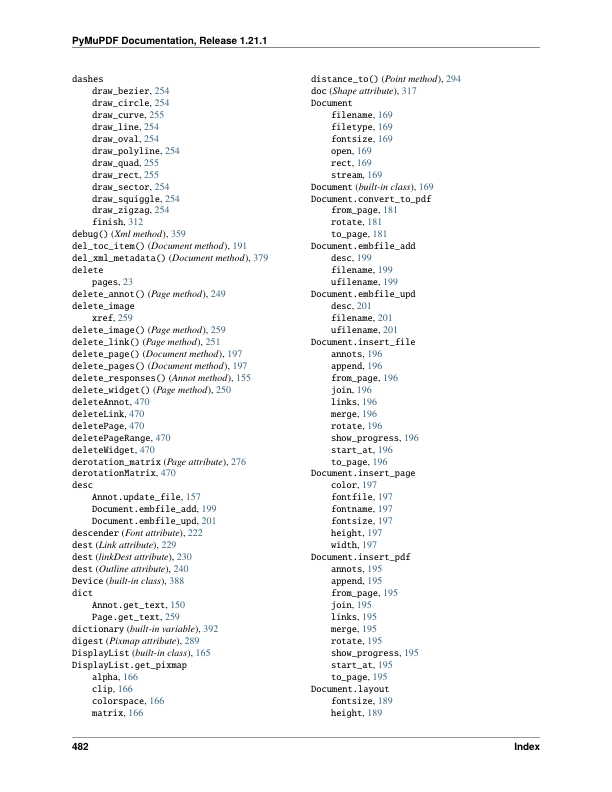 PyMuPDF Documentation, Release 1.21.1
dashes
draw_bezier, 254
draw_circle, 254
draw_curve, 255
draw_line, 254
draw_oval, 254
draw_polyline, 254
draw_quad, 255
draw_rect, 255
draw_sector, 254
draw_squiggle, 254
draw_zigzag, 254
finish, 312
debug() (Xml method), 359
del_toc_item() (Document method), 191
del_xml_metadata() (Document method), 379
delete
pages, 23
delete_annot() (Page method), 249
delete_image
xref, 259
delete_image() (Page method), 259
delete_link() (Page method), 251
delete_page() (Document method), 197
delete_pages() (Document method), 197
delete_responses() (Annot method), 155
delete_widget() (Page method), 250
deleteAnnot, 470
deleteLink, 470
deletePage, 470
deletePageRange, 470
deleteWidget, 470
derotation_matrix (Page attribute), 276
derotationMatrix, 470
desc
Annot.update_file, 157
Document.embfile_add, 199
Document.embfile_upd, 201
descender (Font attribute), 222
dest (Link attribute), 229
dest (linkDest attribute), 230
dest (Outline attribute), 240
Device (built-in class), 388
dict
Annot.get_text, 150
Page.get_text, 259
dictionary (built-in variable), 392
digest (Pixmap attribute), 289
DisplayList (built-in class), 165
DisplayList.get_pixmap
alpha, 166
clip, 166
colorspace, 166
matrix, 166
distance_to() (Point method), 294
doc (Shape attribute), 317
Document
filename, 169
filetype, 169
fontsize, 169
open, 169
rect, 169
stream, 169
Document (built-in class), 169
Document.convert_to_pdf
from_page, 181
rotate, 181
to_page, 181
Document.embfile_add
desc, 199
filename, 199
ufilename, 199
Document.embfile_upd
desc, 201
filename, 201
ufilename, 201
Document.insert_file
annots, 196
append, 196
from_page, 196
join, 196
links, 196
merge, 196
rotate, 196
show_progress, 196
start_at, 196
to_page, 196
Document.insert_page
color, 197
fontfile, 197
fontname, 197
fontsize, 197
height, 197
width, 197
Document.insert_pdf
annots, 195
append, 195
from_page, 195
join, 195
links, 195
merge, 195
rotate, 195
show_progress, 195
start_at, 195
to_page, 195
Document.layout
fontsize, 189
height, 189
482
Index